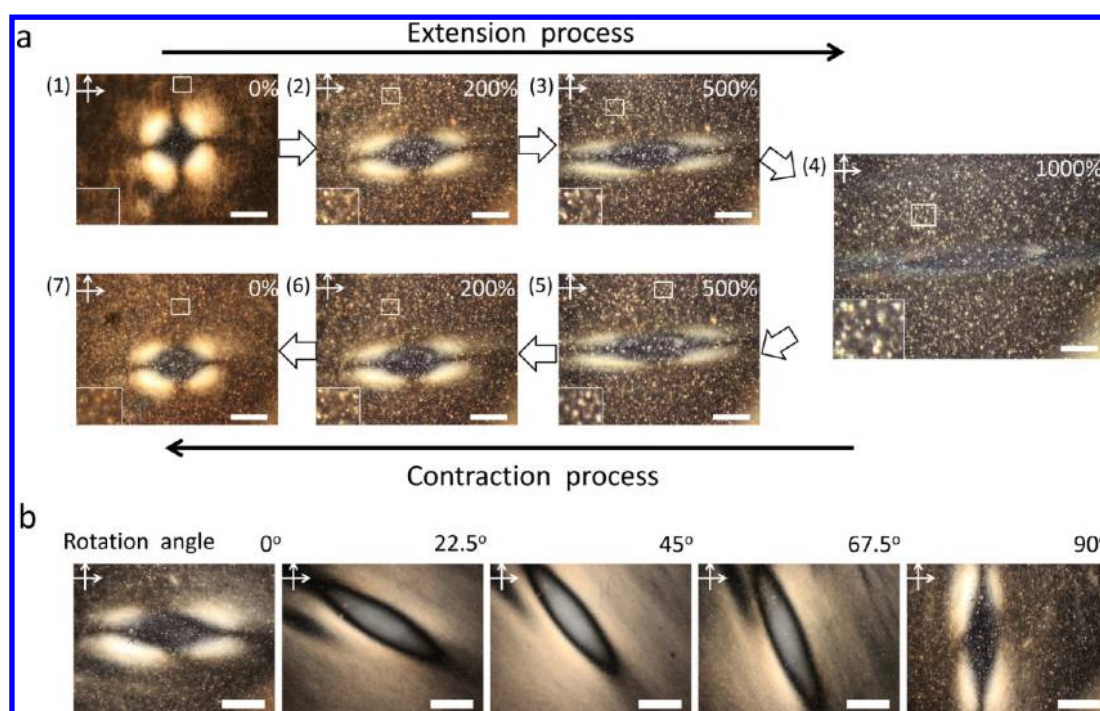 a
Extension process
(1) 0% (2) 200% (3) 500%
(4) 1000%
(7) 0% (6) 200% (5) 500%
Contraction process
b
Rotation angle 0° 22.5° 45° 67.5° 90°